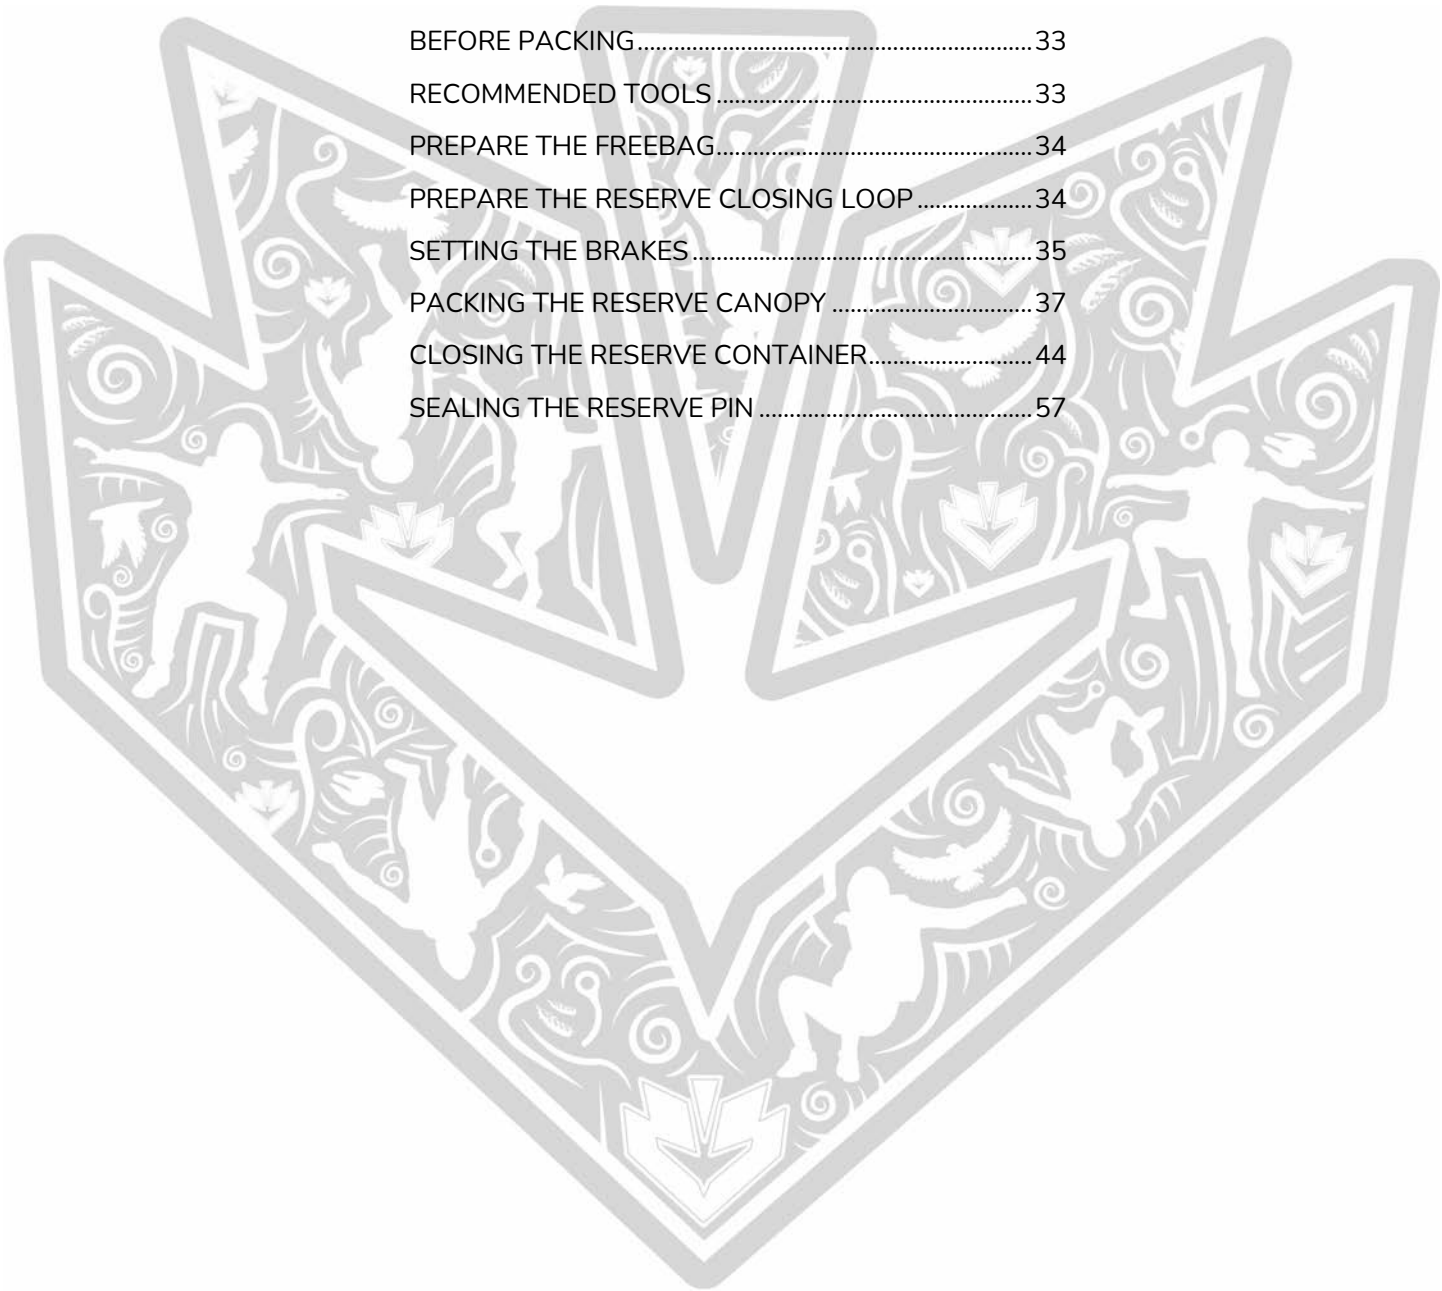 BEFORE PACKING................................................................33
RECOMMENDED TOOLS...................................................33
PREPARE THE FREEBAG...................................................34
PREPARE THE RESERVE CLOSING LOOP...................34
SETTING THE BRAKES.......................................................35
PACKING THE RESERVE CANOPY................................37
CLOSING THE RESERVE CONTAINER..........................44
SEALING THE RESERVE PIN............................................57